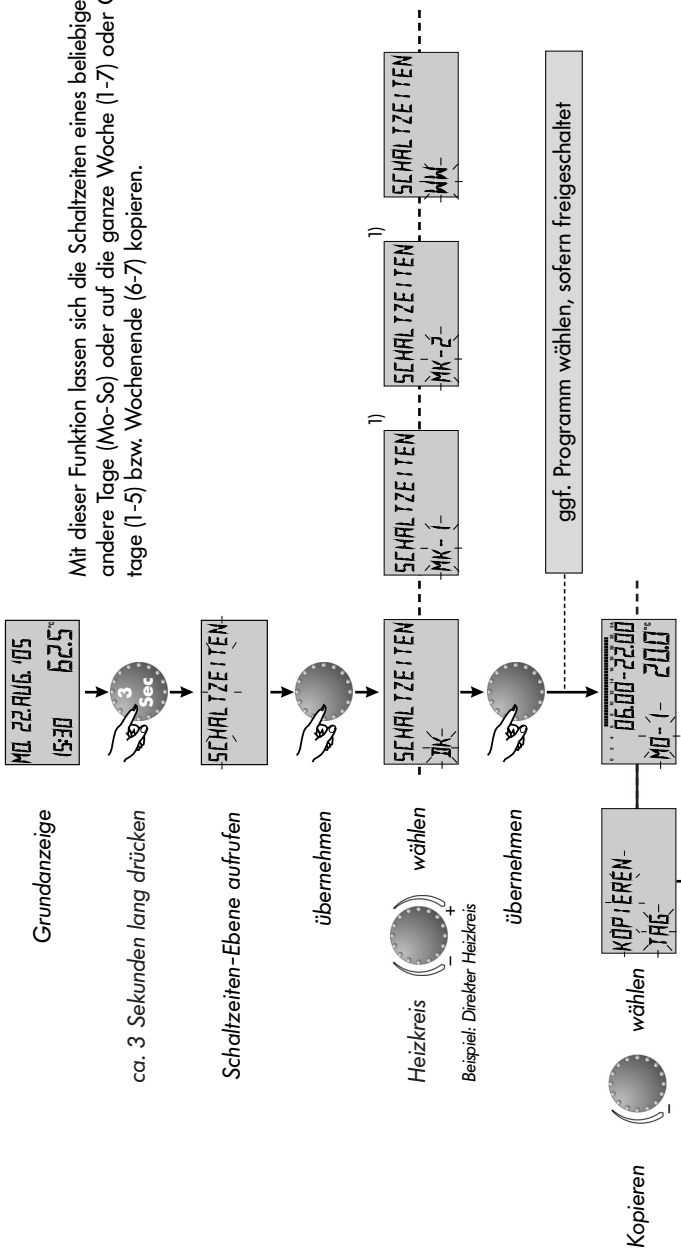 Mit dieser Funktion lassen sich die Schaltzeiten eines beliebige
andere Tage (Mo-So) oder auf die ganze Woche (1-7) oder
tage (1-5) bzw. Wochenende (6-7) kopieren.
Grundanzeige
MO. 22.AUG. '05
15:30 62.5°C
ca. 3 Sekunden lang drücken
3
Sec
Schaltzeiten-Ebene aufrufen
SCHALTZEITEN
übernehmen
Heizkreis
wählen
Beispiel: Direkter Heizkreis
- +
SCHALTZEITEN
DK
SCHALTZEITEN
MK-1
1)
SCHALTZEITEN
MK-2
1)
SCHALTZEITEN
WW
übernehmen
ggf. Programm wählen, sofern freigeschaltet
Kopieren
wählen
-
KOPIEREN-
TAG
06.00-22.00
MO-1 20.0°C